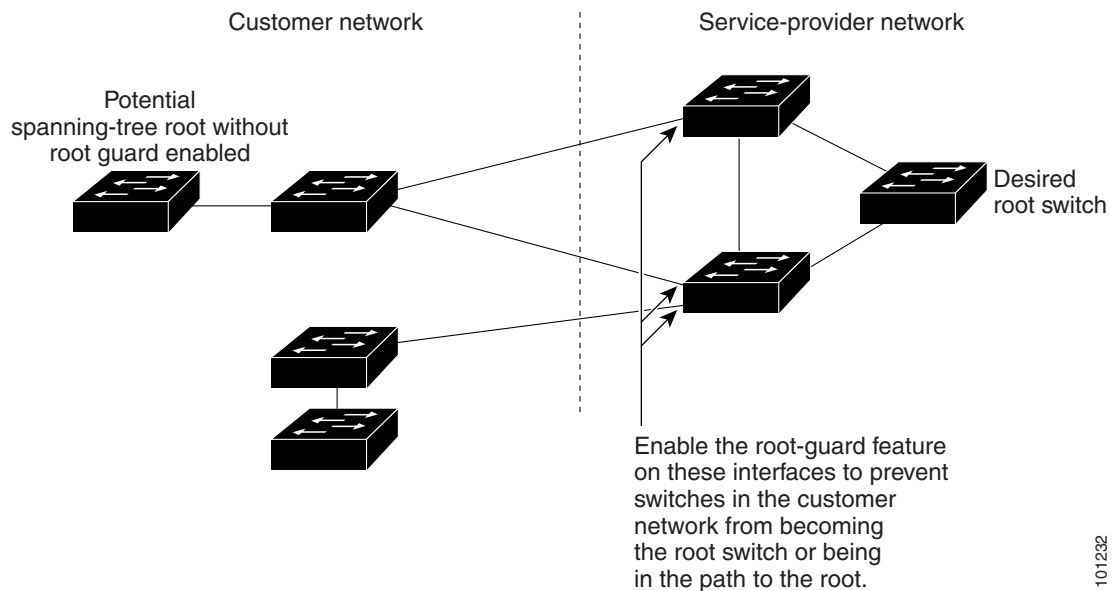 Customer network
Service-provider network
Potential
spanning-tree root without
root guard enabled
Desired
root switch
Enable the root-guard feature
on these interfaces to prevent
switches in the customer
network from becoming
the root switch or being
in the path to the root.
101232